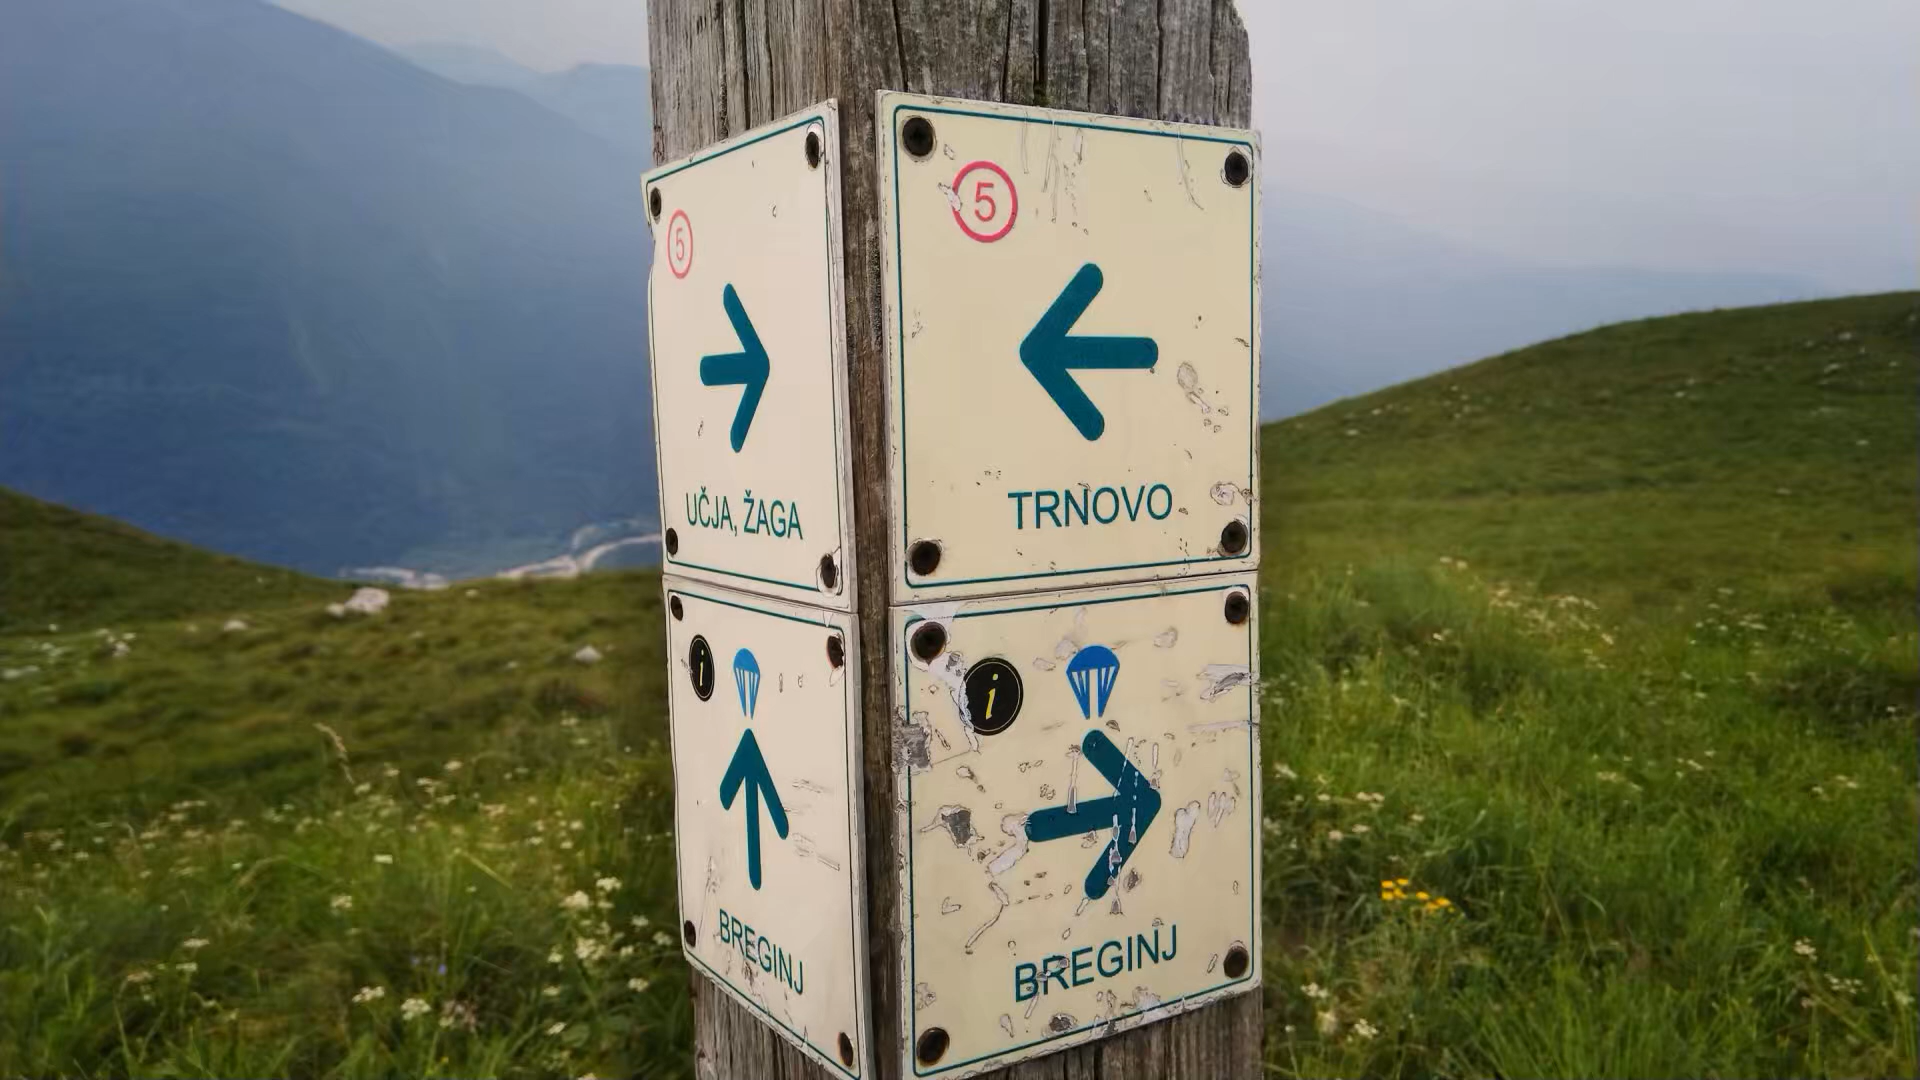 5
UČJA, ŽAGA
i
BREGINJ
5
TRNOVO
i
BREGINJ